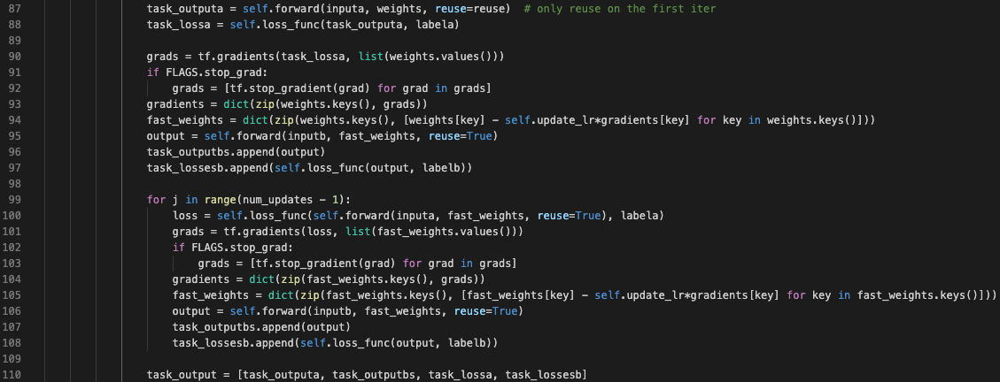 87 task_outputa = self.forward(inputa, weights, reuse=reuse)  # only reuse on the first iter
88 task_lossa = self.loss_func(task_outputa, labela)
89
90 grads = tf.gradients(task_lossa, list(weights.values()))
91 if FLAGS.stop_grad:
92     grads = [tf.stop_gradient(grad) for grad in grads]
93 gradients = dict(zip(weights.keys(), grads))
94 fast_weights = dict(zip(weights.keys(), [weights[key] - self.update_lr*gradients[key] for key in weights.keys()]))
95 output = self.forward(inputb, fast_weights, reuse=True)
96 task_outputbs.append(output)
97 task_lossesb.append(self.loss_func(output, labelb))
98
99 for j in range(num_updates - 1):
100     loss = self.loss_func(self.forward(inputa, fast_weights, reuse=True), labela)
101     grads = tf.gradients(loss, list(fast_weights.values()))
102     if FLAGS.stop_grad:
103         grads = [tf.stop_gradient(grad) for grad in grads]
104     gradients = dict(zip(fast_weights.keys(), grads))
105     fast_weights = dict(zip(fast_weights.keys(), [fast_weights[key] - self.update_lr*gradients[key] for key in fast_weights.keys()]))
106     output = self.forward(inputb, fast_weights, reuse=True)
107     task_outputbs.append(output)
108     task_lossesb.append(self.loss_func(output, labelb))
109
110 task_output = [task_outputa, task_outputbs, task_lossa, task_lossesb]